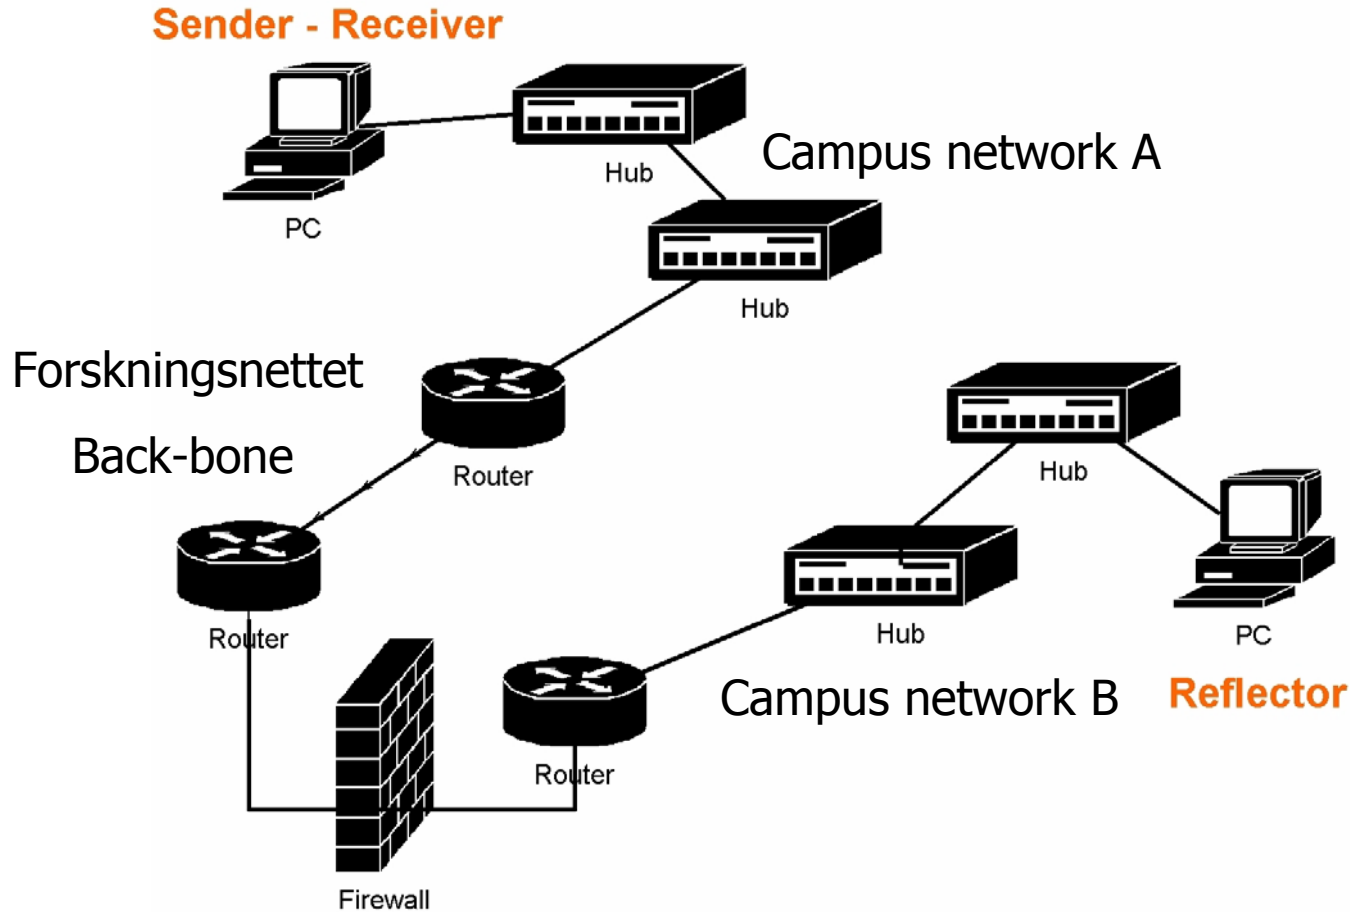 Sender - Receiver
Campus network A
Hub
PC
Hub
Forskningsnettet
Back-bone
Router
Hub
Router
Hub
PC
Campus network B
Reflector
Router
Firewall